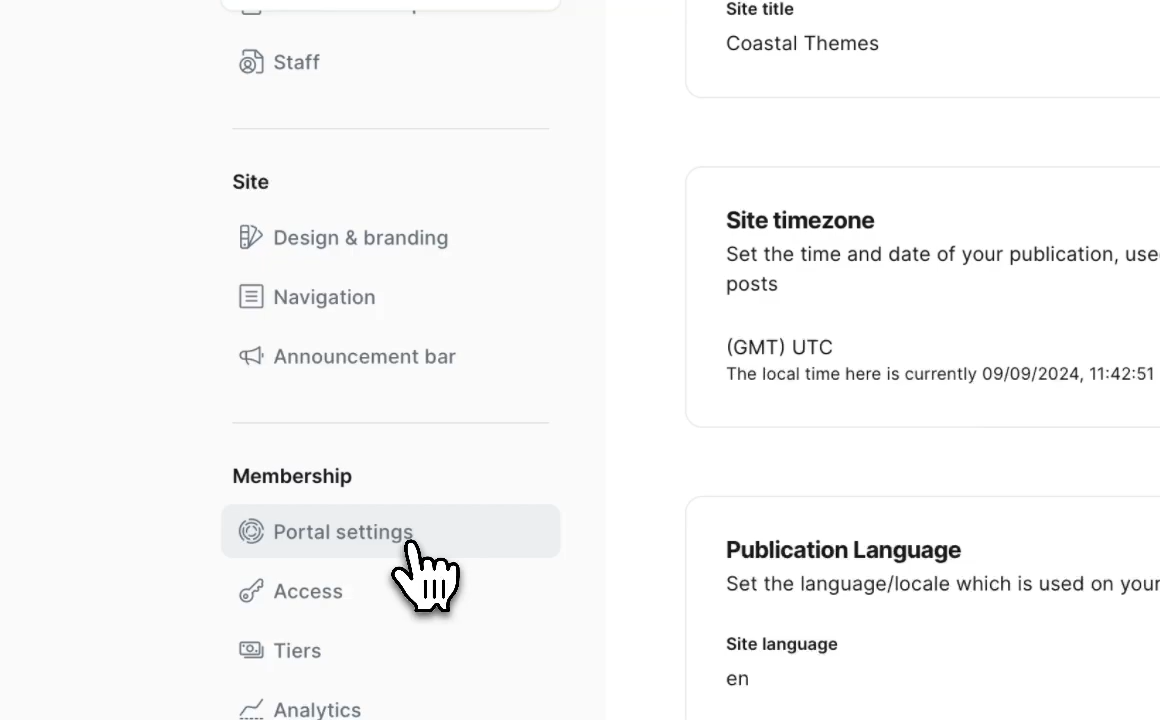 Staff
Site
Design & branding
Navigation
Announcement bar
Membership
Portal settings
Access
Tiers
Analytics
Site title
Coastal Themes
Site timezone
Set the time and date of your publication, use
posts
(GMT) UTC
The local time here is currently 09/09/2024, 11:42:51
Publication Language
Set the language/locale which is used on your
Site language
en